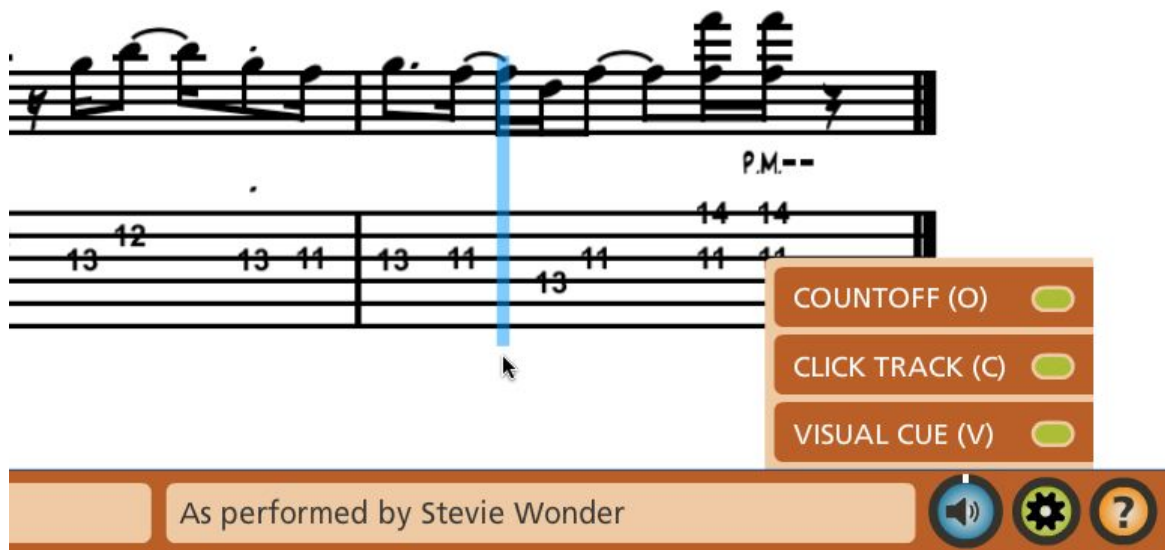 P.M.--
14 14
12
13 13 11 13 11 11 11 11
13
COUNTOFF (O)
CLICK TRACK (C)
VISUAL CUE (V)
As performed by Stevie Wonder
?